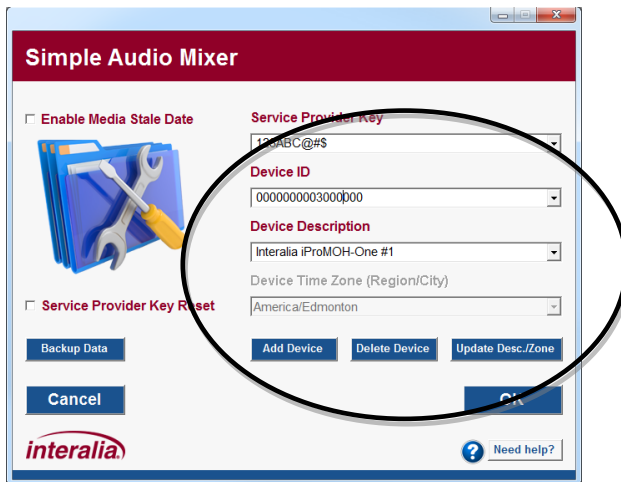 Simple Audio Mixer
Enable Media Stale Date
Service Provider Key
123ABC@#$
Device ID
0000000003000000
Device Description
Interalia iProMOH-One #1
Device Time Zone (Region/City)
America/Edmonton
Service Provider Key Reset
Backup Data
Add Device
Delete Device
Update Desc./Zone
Cancel
OK
interalia
Need help?